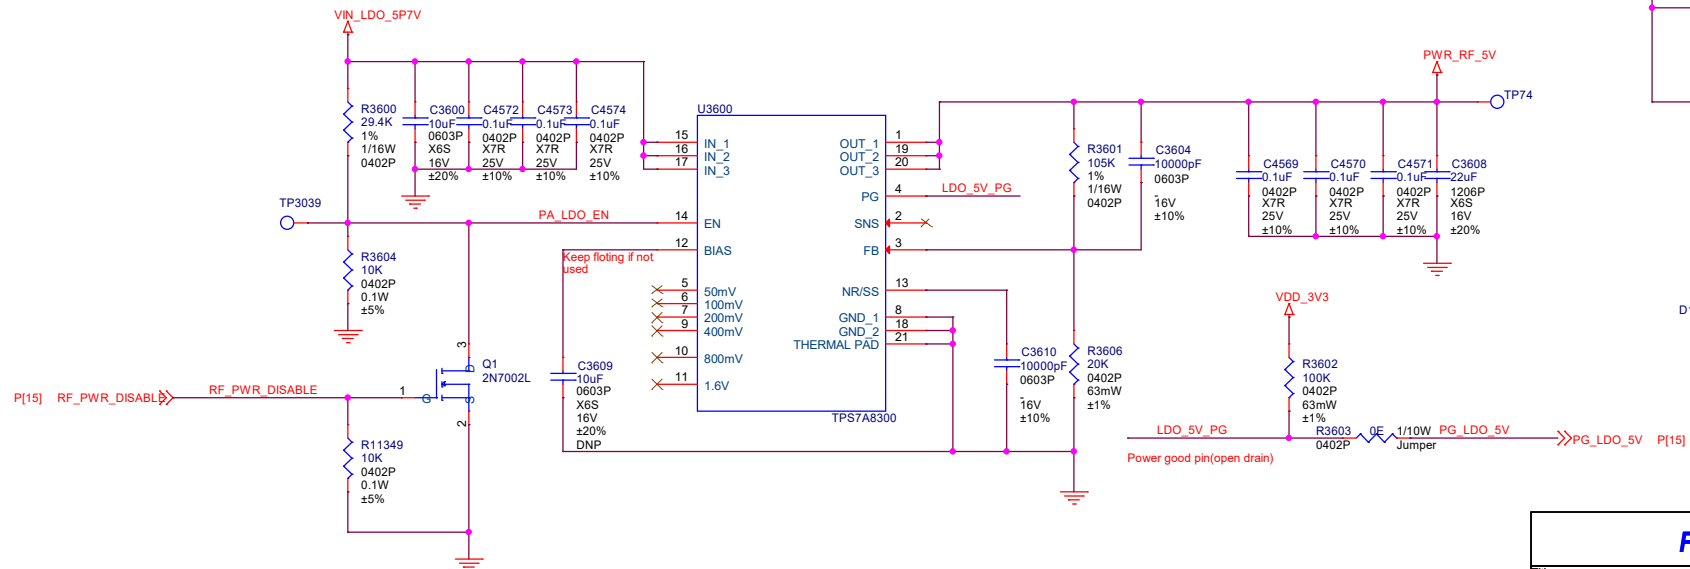 VIN_LDO_5P7V
R3600
29.4K
1%
1/16W
0402P
C3600
10uF
0603P
X6S
16V
±20%
C4572
0.1uF
0402P
X7R
25V
±10%
C4573
0.1uF
0402P
X7R
25V
±10%
C4574
0.1uF
0402P
X7R
25V
±10%
TP3039
PA_LDO_EN
R3604
10K
0402P
0.1W
±5%
Keep floting if not
used
P[15] RF_PWR_DISABLE
RF_PWR_DISABLE
R11349
10K
0402P
0.1W
±5%
1
G
3
D
S
2
Q1
2N7002L
C3609
10uF
0603P
X6S
16V
±20%
DNP
U3600
15 IN_1
16 IN_2
17 IN_3
14 EN
12 BIAS
5 50mV
6 100mV
7 200mV
9 400mV
10 800mV
11 1.6V
OUT_1 1
OUT_2 19
OUT_3 20
PG 4
SNS 2
FB 3
NR/SS 13
GND_1 8
GND_2 18
THERMAL PAD 21
TPS7A8300
LDO_5V_PG
R3601
105K
1%
1/16W
0402P
C3604
10000pF
0603P
16V
±10%
C3610
10000pF
0603P
16V
±10%
R3606
20K
0402P
63mW
±1%
PWR_RF_5V
TP74
C4569
0.1uF
0402P
X7R
25V
±10%
C4570
0.1uF
0402P
X7R
25V
±10%
C4571
0.1uF
0402P
X7R
25V
±10%
C3608
22uF
1206P
X6S
16V
±20%
VDD_3V3
R3602
100K
0402P
63mW
±1%
LDO_5V_PG
R3603
0402P
0E
1/10W
Jumper
PG_LDO_5V
PG_LDO_5V P[15]
Power good pin(open drain)